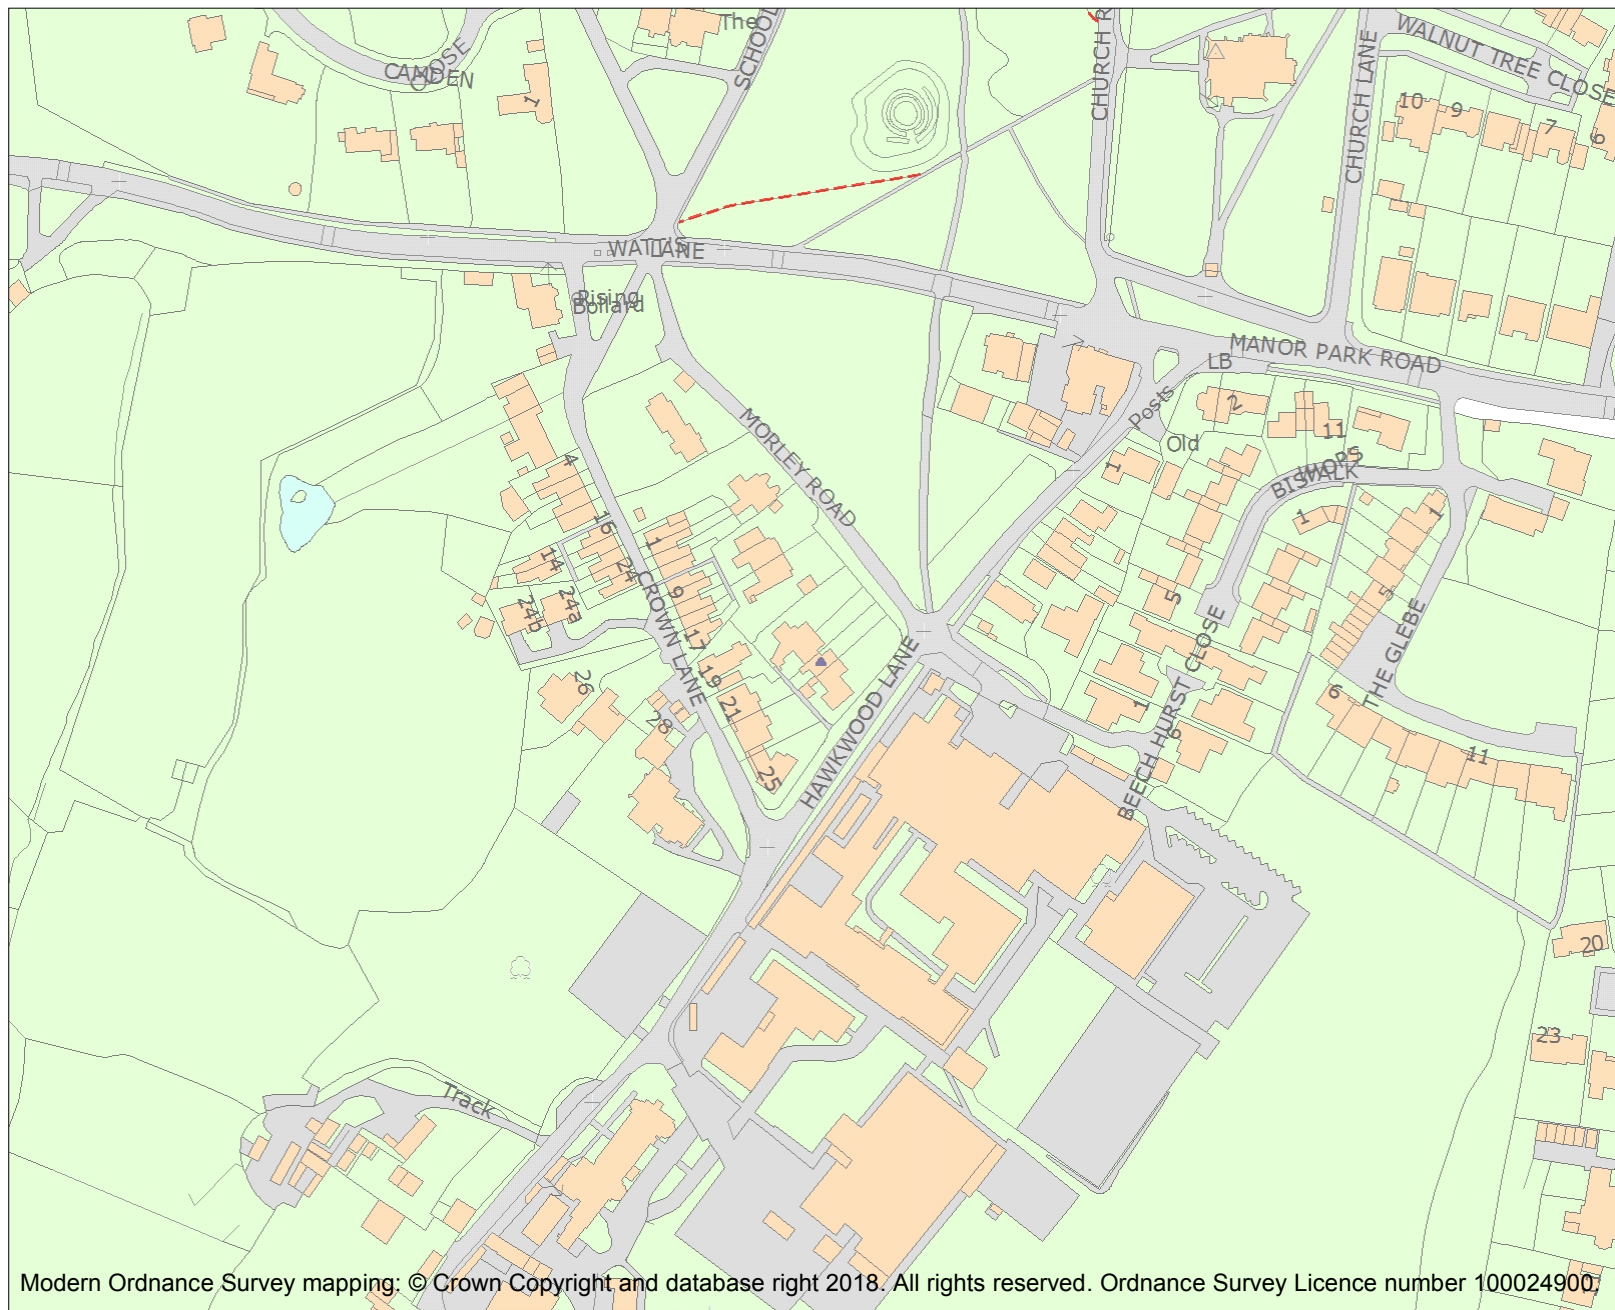 The
SCHOOL
CAMDEN
CLOSE
1
CHURCH R
CHURCH LANE
WALNUT TREE CLOSE
10
9
7
6
WATT'S
LANE
Rising
Bollard
MANOR PARK ROAD
LB
Posts
Old
2
11
1
BISHOPS
WALK
1
1
5
5
THE GLEBE
6
11
MORLEY ROAD
4
16
14
24
24a
24b
1
9
17
19
21
25
CROWN LANE
26
28
HAWKWOOD LANE
BEECH HURST CLOSE
1
6
20
23
Track
Modern Ordnance Survey mapping: © Crown Copyright and database right 2018. All rights reserved. Ordnance Survey Licence number 100024900.